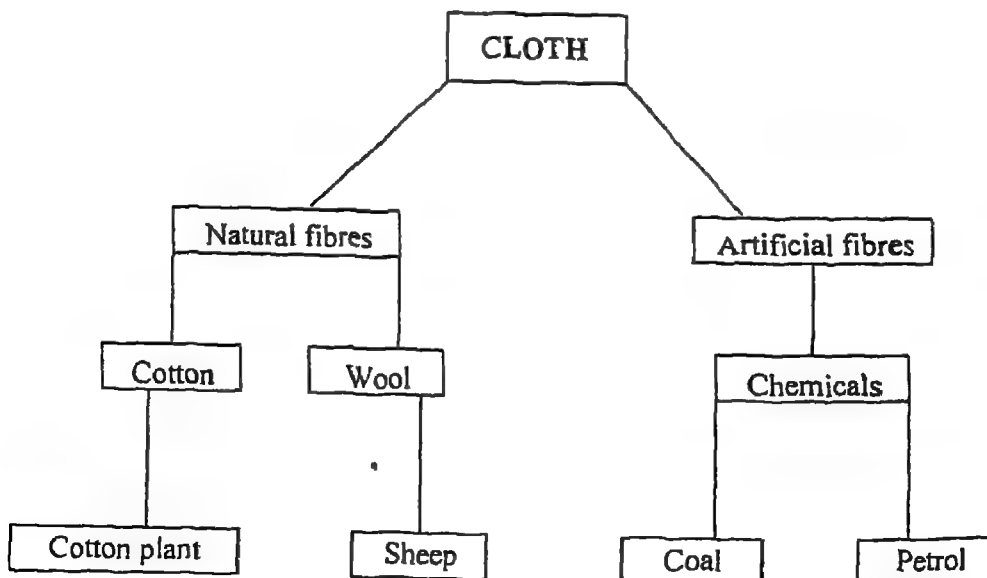 CLOTH
Natural fibres
Artificial fibres
Cotton
Wool
Chemicals
Cotton plant
Sheep
Coal
Petrol